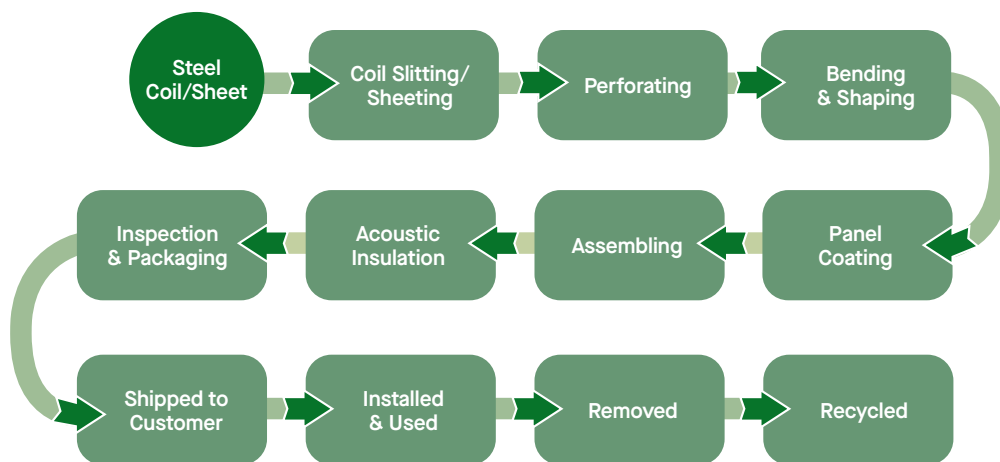 Steel
Coil/Sheet
Coil Slitting/
Sheeting
Perforating
Bending
& Shaping
Panel
Coating
Assembling
Acoustic
Insulation
Inspection
& Packaging
Shipped to
Customer
Installed
& Used
Removed
Recycled